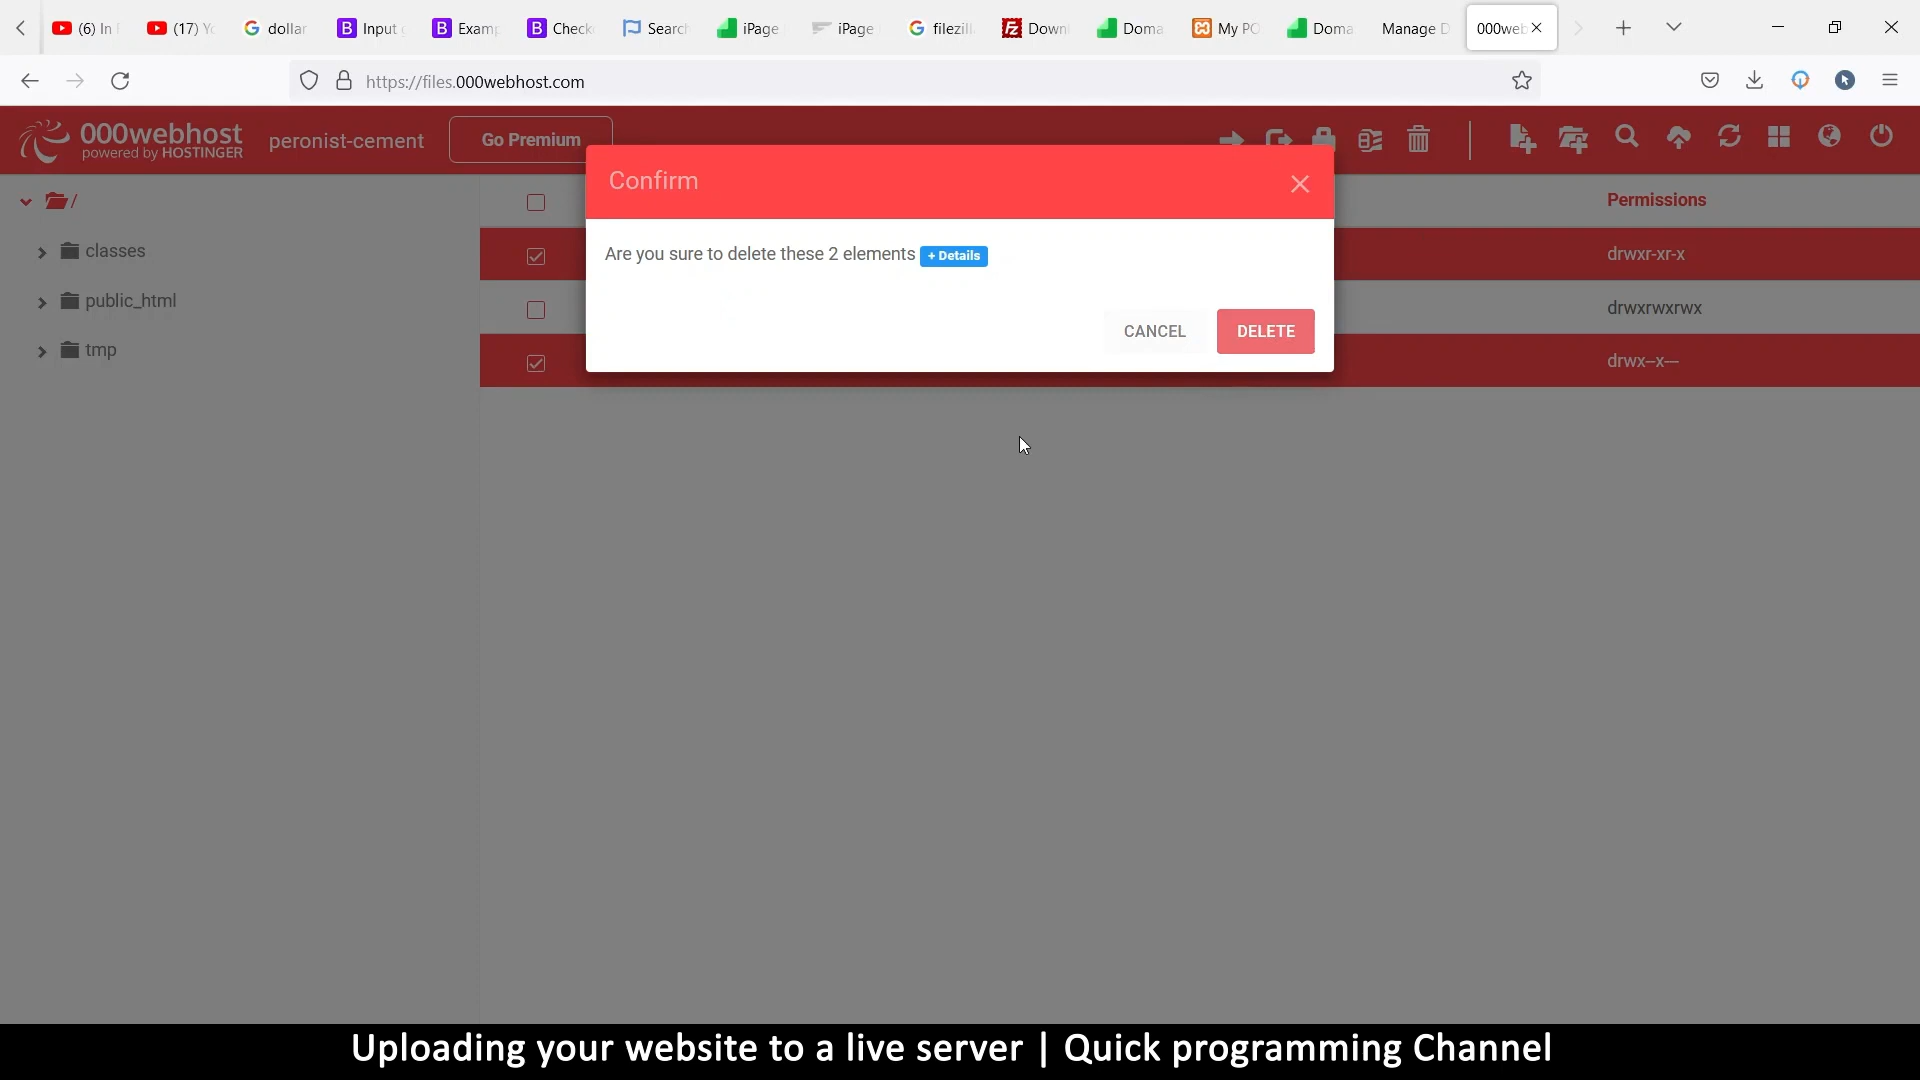 (6) In
(17) Yo
dollar
Input
Examp
Check
Search
iPage
iPage
filezill
Down
Doma
My PO
Doma
Manage D
000web
https://files.000webhost.com
000webhost
powered by HOSTINGER
peronist-cement
Go Premium
Confirm
/
Permissions
classes
Are you sure to delete these 2 elements + Details
drwxr-xr-x
public_html
drwxrwxrwx
CANCEL
DELETE
tmp
drwx--x---
Uploading your website to a live server | Quick programming Channel